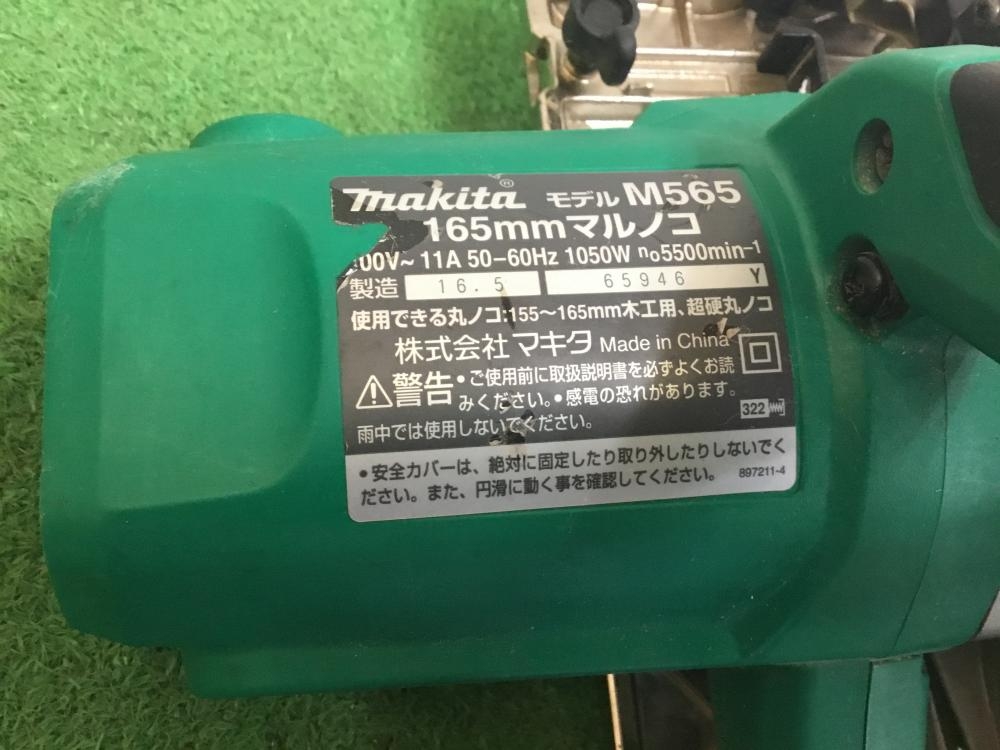 makita® モデル M565
165mmマルノコ
00V~ 11A 50-60Hz 1050W n₀5500min⁻¹
製造 16.5 65946 Y
使用できる丸ノコ:155~165mm木工用、超硬丸ノコ
株式会社 マキタ Made in China
警告 •ご使用前に取扱説明書を必ずよくお読
みください。•感電の恐れがあります。
雨中では使用しないでください。
322
•安全カバーは、絶対に固定したり取り外したりしないでく
ださい。また、円滑に動く事を確認してください。
897211-4